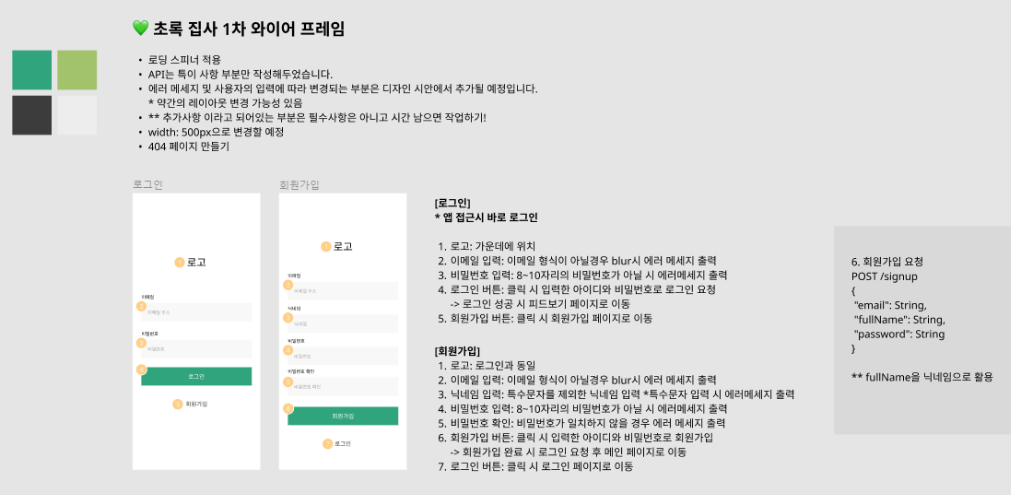 💚 초록 집사 1차 와이어 프레임
• 로딩 스피너 적용
• API는 특이 사항 부분만 작성해두었습니다.
• 에러 메세지 및 사용자의 입력에 따라 변경되는 부분은 디자인 시안에서 추가될 예정입니다.
* 약간의 레이아웃 변경 가능성 있음
• ** 추가사항 이라고 되어있는 부분은 필수사항은 아니고 시간 남으면 작업하기!
• width: 500px으로 변경할 예정
• 404 페이지 만들기
로그인
1 로고
이메일
2 이메일 주소
비밀번호
3 비밀번호
4 로그인
5 회원가입
회원가입
1 로고
이메일
2 이메일 주소
닉네임
3 닉네임
비밀번호
4 비밀번호
비밀번호 확인
5 비밀번호 확인
6 회원가입
7 로그인
[로그인]
* 앱 접근시 바로 로그인
1. 로고: 가운데에 위치
2. 이메일 입력: 이메일 형식이 아닐경우 blur시 에러 메세지 출력
3. 비밀번호 입력: 8~10자리의 비밀번호가 아닐 시 에러메세지 출력
4. 로그인 버튼: 클릭 시 입력한 아이디와 비밀번호로 로그인 요청
-> 로그인 성공 시 피드보기 페이지로 이동
5. 회원가입 버튼: 클릭 시 회원가입 페이지로 이동
[회원가입]
1. 로고: 로그인과 동일
2. 이메일 입력: 이메일 형식이 아닐경우 blur시 에러 메세지 출력
3. 닉네임 입력: 특수문자를 제외한 닉네임 입력 *특수문자 입력 시 에러메세지 출력
4. 비밀번호 입력: 8~10자리의 비밀번호가 아닐 시 에러메세지 출력
5. 비밀번호 확인: 비밀번호가 일치하지 않을 경우 에러 메세지 출력
6. 회원가입 버튼: 클릭 시 입력한 아이디와 비밀번호로 회원가입
-> 회원가입 완료 시 로그인 요청 후 메인 페이지로 이동
7. 로그인 버튼: 클릭 시 로그인 페이지로 이동
6. 회원가입 요청
POST /signup
{
"email": String,
"fullName": String,
"password": String
}
** fullName을 닉네임으로 활용